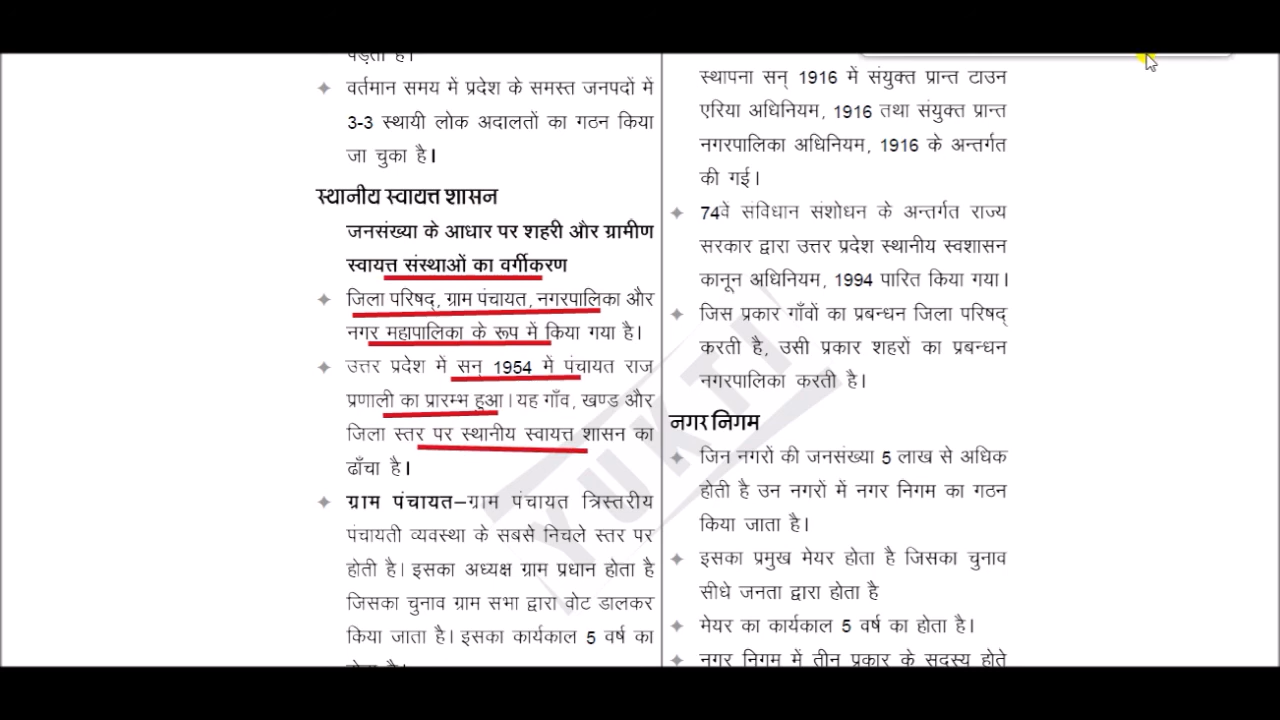 पड़ता है।
वर्तमान समय में प्रदेश के समस्त जनपदों में
3-3 स्थायी लोक अदालतों का गठन किया
जा चुका है।
स्थानीय स्वायत्त शासन
जनसंख्या के आधार पर शहरी और ग्रामीण
स्वायत्त संस्थाओं का वर्गीकरण
जिला परिषद्, ग्राम पंचायत, नगरपालिका और
नगर महापालिका के रूप में किया गया है।
उत्तर प्रदेश में सन् 1954 में पंचायत राज
प्रणाली का प्रारम्भ हुआ। यह गाँव, खण्ड और
जिला स्तर पर स्थानीय स्वायत्त शासन का
ढाँचा है।
ग्राम पंचायत–ग्राम पंचायत त्रिस्तरीय
पंचायती व्यवस्था के सबसे निचले स्तर पर
होती है। इसका अध्यक्ष ग्राम प्रधान होता है
जिसका चुनाव ग्राम सभा द्वारा वोट डालकर
किया जाता है। इसका कार्यकाल 5 वर्ष का
होता है।
स्थापना सन् 1916 में संयुक्त प्रान्त टाउन
एरिया अधिनियम, 1916 तथा संयुक्त प्रान्त
नगरपालिका अधिनियम, 1916 के अन्तर्गत
की गई।
74वें संविधान संशोधन के अन्तर्गत राज्य
सरकार द्वारा उत्तर प्रदेश स्थानीय स्वशासन
कानून अधिनियम, 1994 पारित किया गया।
जिस प्रकार गाँवों का प्रबन्धन जिला परिषद्
करती है, उसी प्रकार शहरों का प्रबन्धन
नगरपालिका करती है।
नगर निगम
जिन नगरों की जनसंख्या 5 लाख से अधिक
होती है उन नगरों में नगर निगम का गठन
किया जाता है।
इसका प्रमुख मेयर होता है जिसका चुनाव
सीधे जनता द्वारा होता है
मेयर का कार्यकाल 5 वर्ष का होता है।
नगर निगम में तीन प्रकार के सदस्य होते
YUKTI